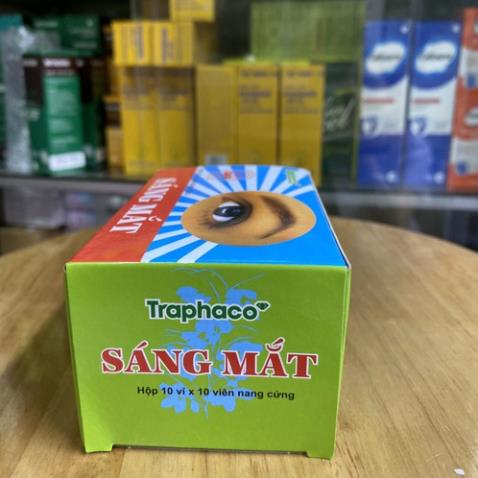 SÁNG MẮT
Traphaco
SÁNG MẮT
Hộp 10 vỉ x 10 viên nang cứng